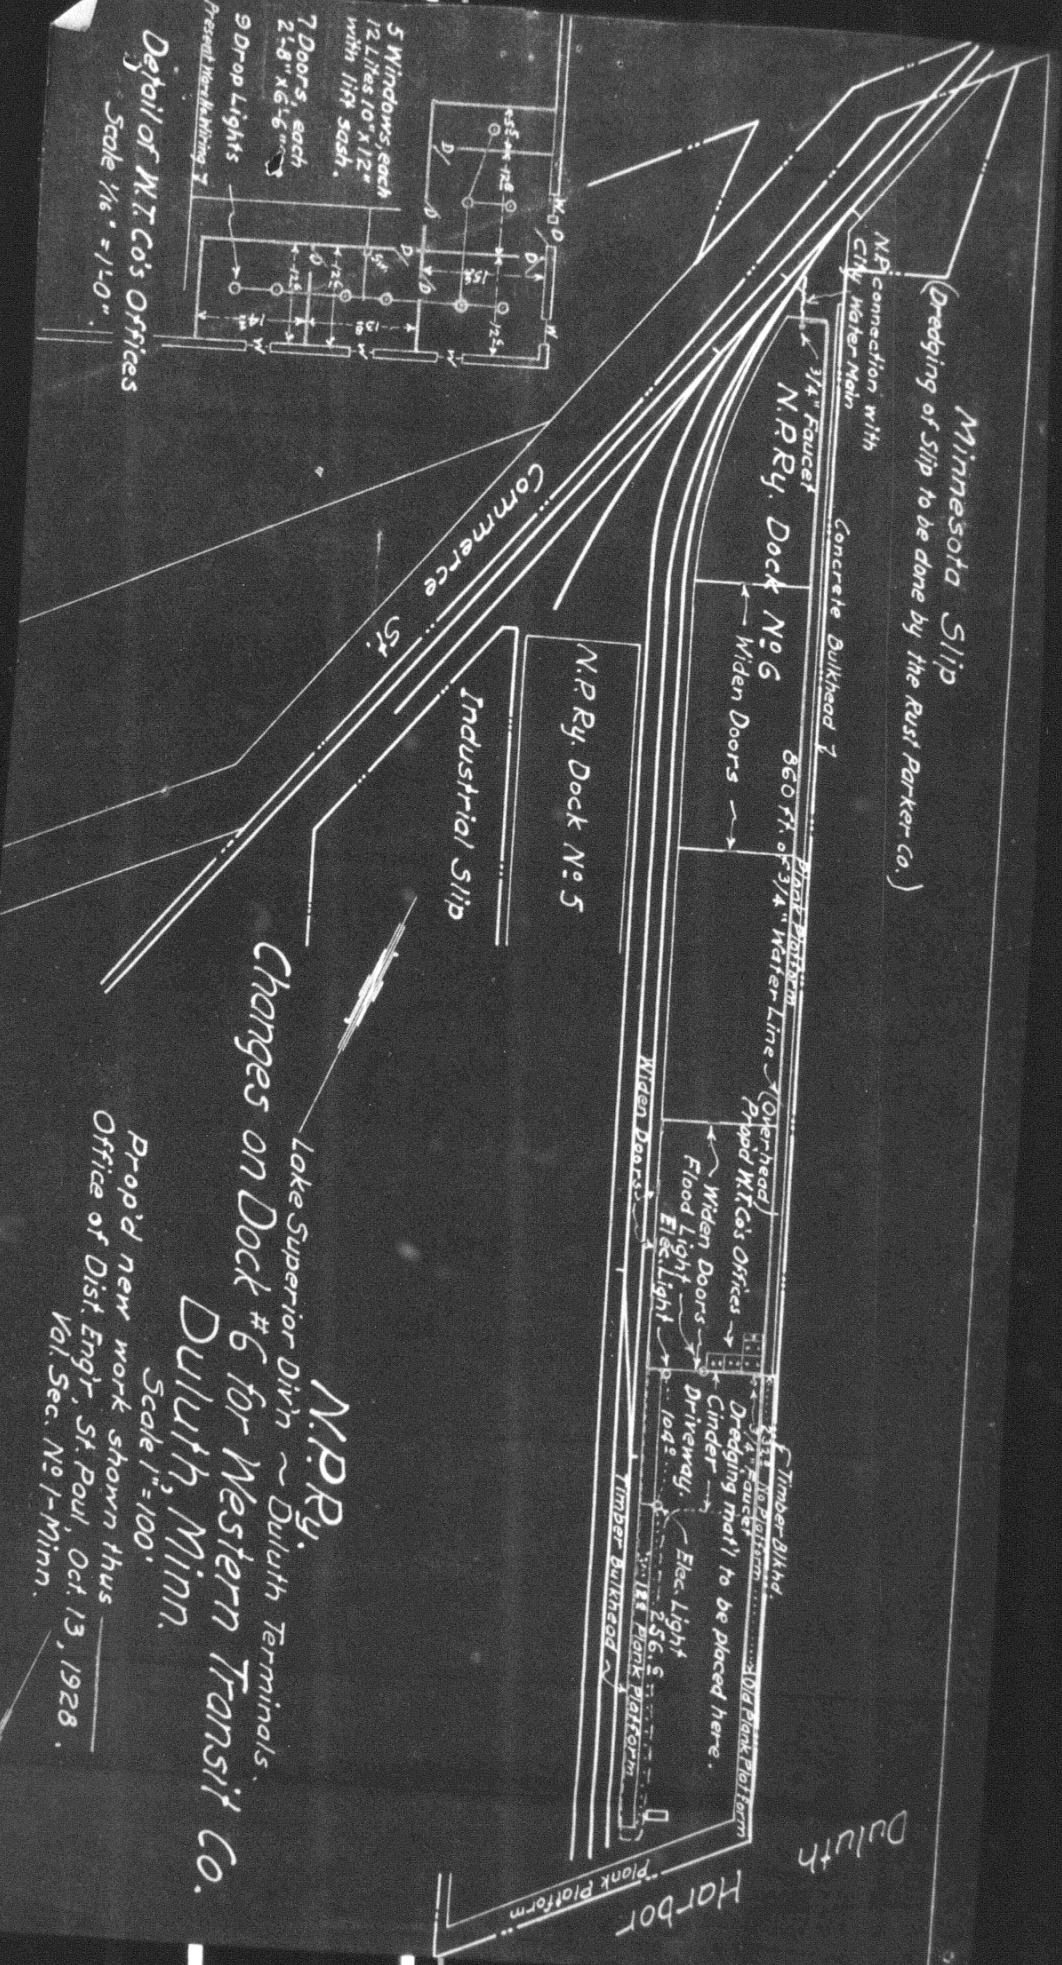 Minnesota Slip
(Dredging of Slip to be done by the Rust Parker Co.)
N.P. connection with
City Water Main
3/4" Faucet
Concrete Bulkhead
N.P.Ry. Dock No 6
Widen Doors
860 ft. of 3/4" Water Line (Overhead)
Plank Platform
Prop'd W.T.Co's Offices
Widen Doors
Flood Light
Elec. Light
Widen Doors
Timber Blkhd.
No Platform
Old Plank Platform
3/4" Faucet
Dredging mat'l to be placed here.
Cinder
Driveway.
104º
Elec. Light
256.6
12º Plank Platform
Timber Bulkhead
Duluth
Harbor
Plank Platform
N.P.Ry. Dock No 5
Industrial Slip
Commerce St.
5 Windows, each
12 Lites 10" x 12"
with lift sash.
7 Doors, each
2'-8" x 6'-6"
9 Drop Lights
D
D
D
D
D
D
W
W
W
W
W
Detail of W.T.Co's Offices
Scale 1/16" = 1'-0".
N.P.Ry.
Lake Superior Div'n ~ Duluth Terminals.
Changes on Dock #6 for Western Transit Co.
Duluth, Minn.
Scale 1"=100'
Prop'd new work shown thus
Office of Dist. Engr., St. Paul, Oct. 13, 1928.
Val. Sec. No 1-Minn.